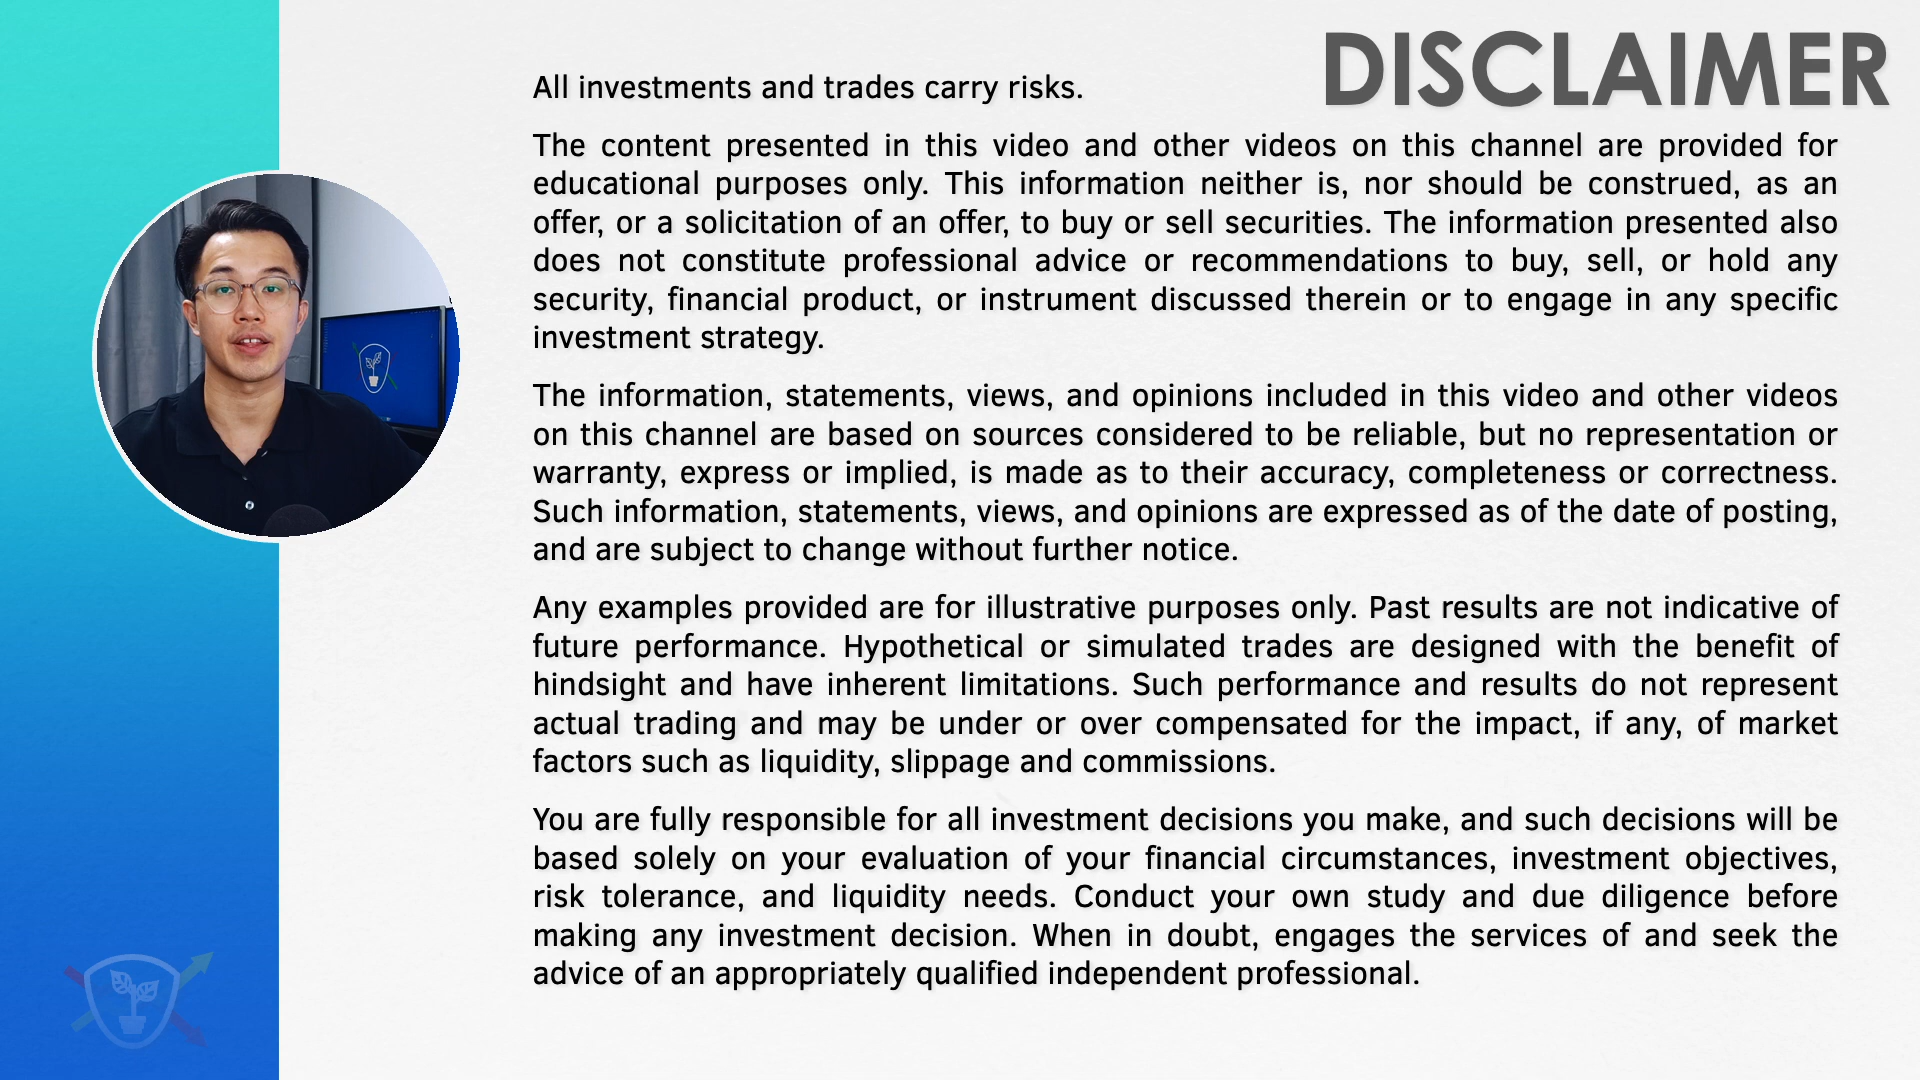 DISCLAIMER
All investments and trades carry risks.
The content presented in this video and other videos on this channel are provided for
educational purposes only. This information neither is, nor should be construed, as an
offer, or a solicitation of an offer, to buy or sell securities. The information presented also
does not constitute professional advice or recommendations to buy, sell, or hold any
security, financial product, or instrument discussed therein or to engage in any specific
investment strategy.
The information, statements, views, and opinions included in this video and other videos
on this channel are based on sources considered to be reliable, but no representation or
warranty, express or implied, is made as to their accuracy, completeness or correctness.
Such information, statements, views, and opinions are expressed as of the date of posting,
and are subject to change without further notice.
Any examples provided are for illustrative purposes only. Past results are not indicative of
future performance. Hypothetical or simulated trades are designed with the benefit of
hindsight and have inherent limitations. Such performance and results do not represent
actual trading and may be under or over compensated for the impact, if any, of market
factors such as liquidity, slippage and commissions.
You are fully responsible for all investment decisions you make, and such decisions will be
based solely on your evaluation of your financial circumstances, investment objectives,
risk tolerance, and liquidity needs. Conduct your own study and due diligence before
making any investment decision. When in doubt, engages the services of and seek the
advice of an appropriately qualified independent professional.